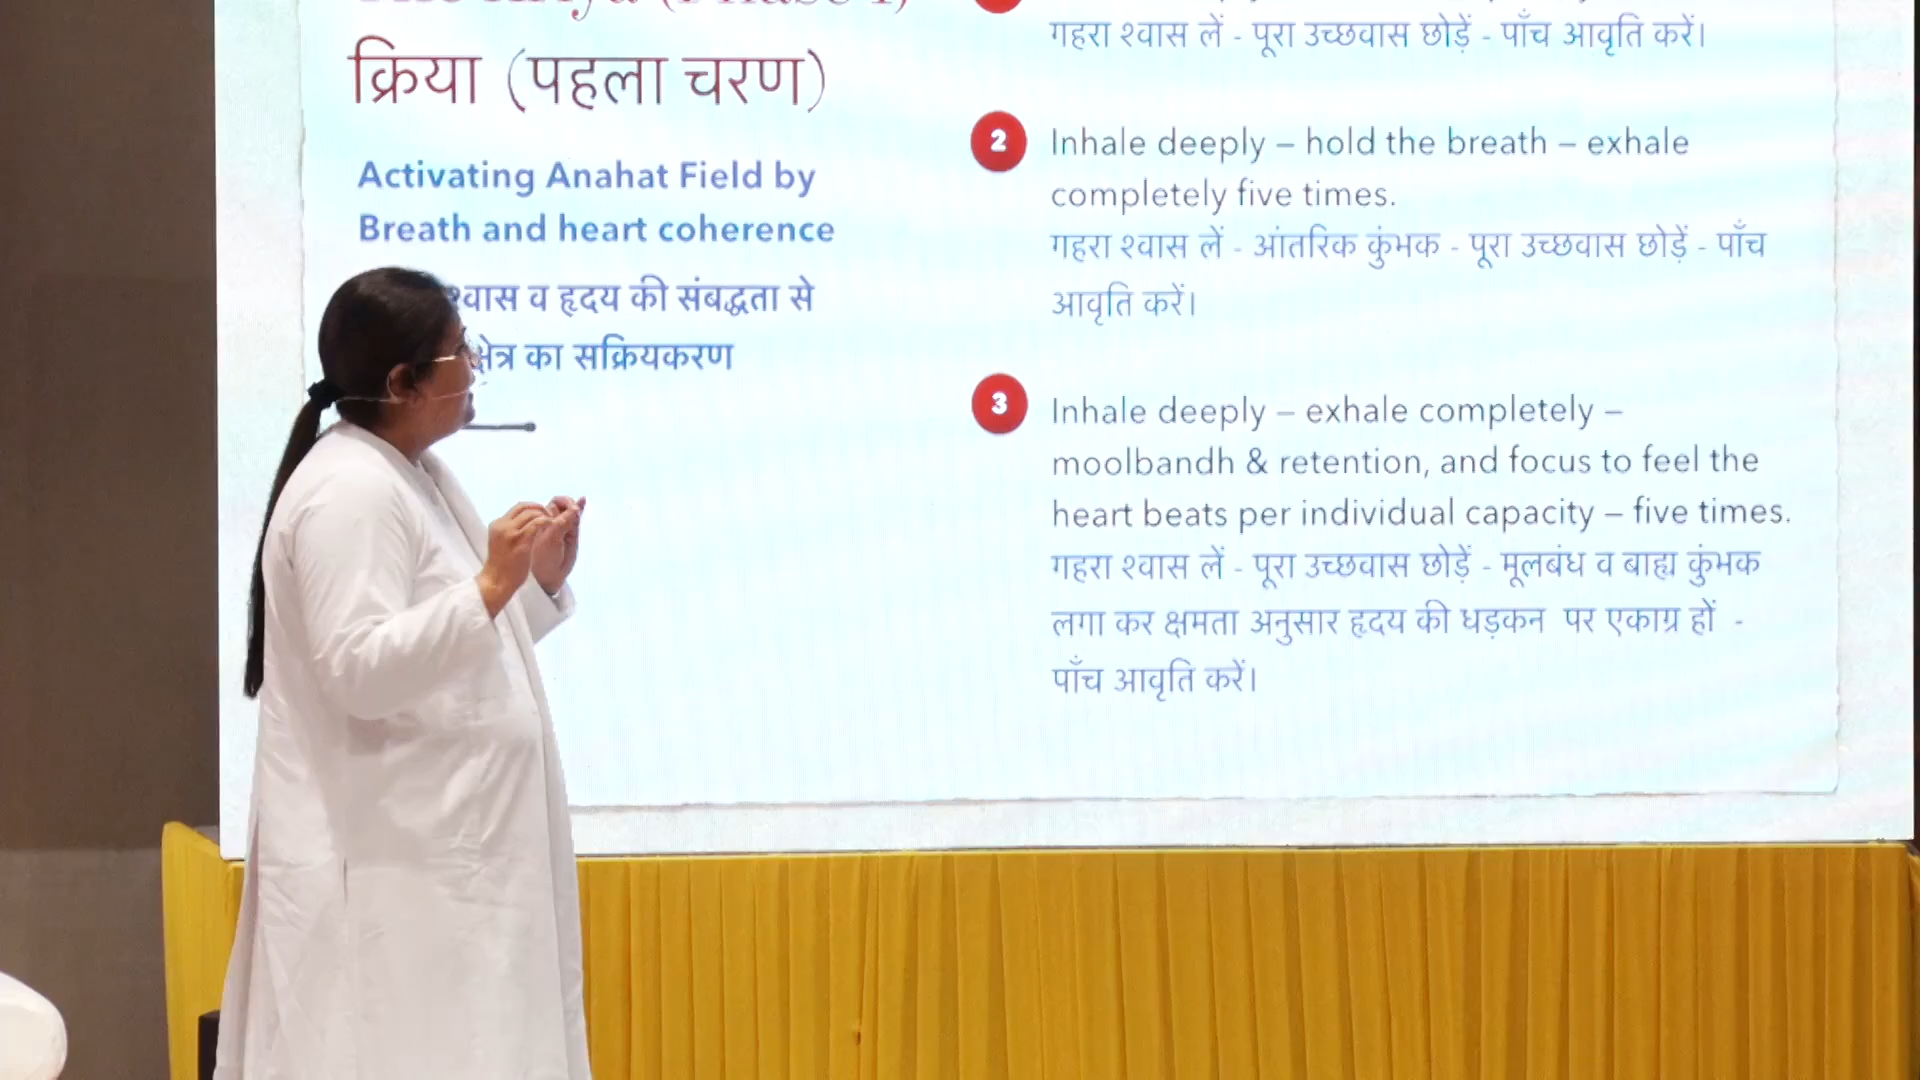 क्रिया (पहला चरण)
Activating Anahat Field by
Breath and heart coherence
व हृदय की संबद्धता से
का सक्रियकरण
गहरा श्वास लें - पूरा उच्छवास छोड़ें - पाँच आवृति करें।
2
Inhale deeply – hold the breath – exhale
completely five times.
गहरा श्वास लें - आंतरिक कुंभक - पूरा उच्छवास छोड़ें - पाँच
आवृति करें।
3
Inhale deeply – exhale completely –
moolbandh & retention, and focus to feel the
heart beats per individual capacity – five times.
गहरा श्वास लें - पूरा उच्छवास छोड़ें - मूलबंध व बाह्य कुंभक
लगा कर क्षमता अनुसार हृदय की धड़कन पर एकाग्र हों -
पाँच आवृति करें।